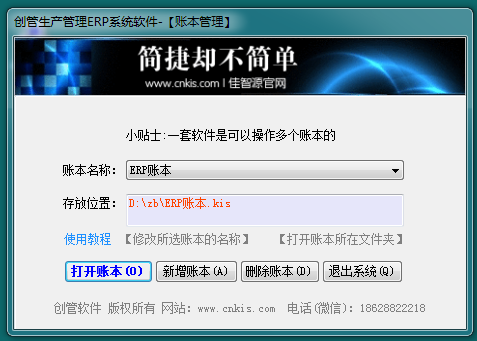 创管生产管理ERP系统软件-【账本管理】
简捷却不简单
www.cnkis.com | 佳智源官网
小贴士:一套软件是可以操作多个账本的
账本名称: ERP账本
存放位置: D:\zb\ERP账本.kis
使用教程 【修改所选账本的名称】 【打开账本所在文件夹】
打开账本(O) 新增账本(A) 删除账本(D) 退出系统(Q)
创管软件 版权所有 网站: www.cnkis.com 电话(微信): 18628822218